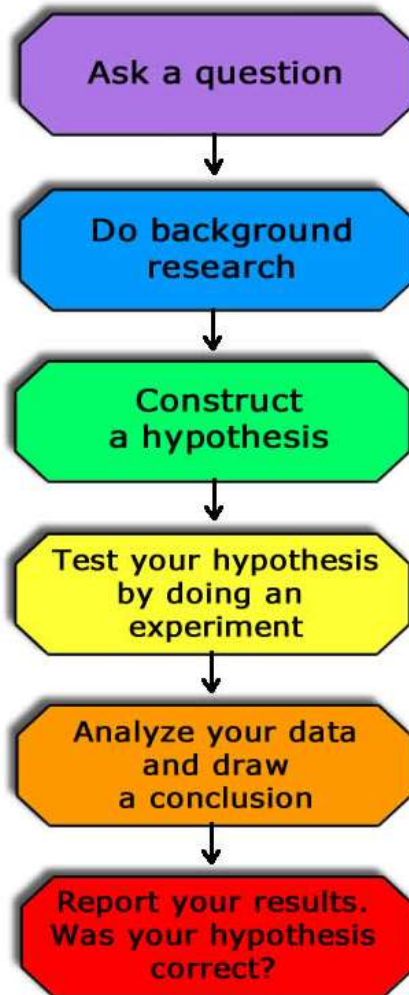 Ask a question
Do background
research
Construct
a hypothesis
Test your hypothesis
by doing an
experiment
Analyze your data
and draw
a conclusion
Report your results.
Was your hypothesis
correct?